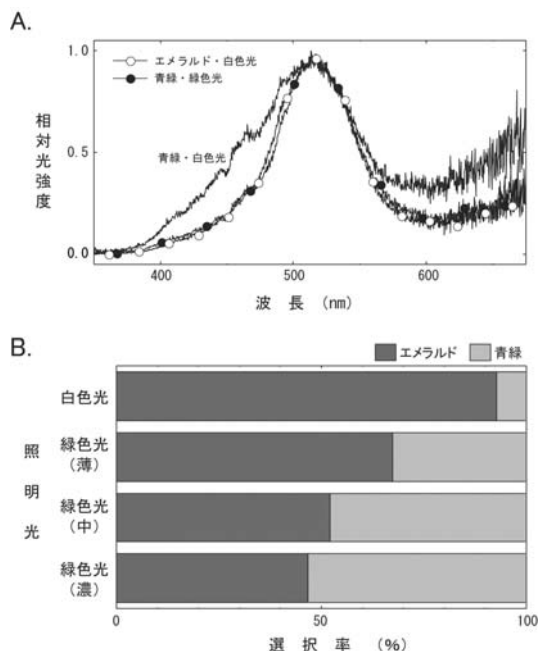 A.
エメラルド・白色光
青緑・緑色光
青緑・白色光
相対光強度
1.0
0.5
0.0
400
500
600
波長 (nm)
B.
エメラルド
青緑
照明光
白色光
緑色光
(薄)
緑色光
(中)
緑色光
(濃)
0
50
100
選択率 (%)